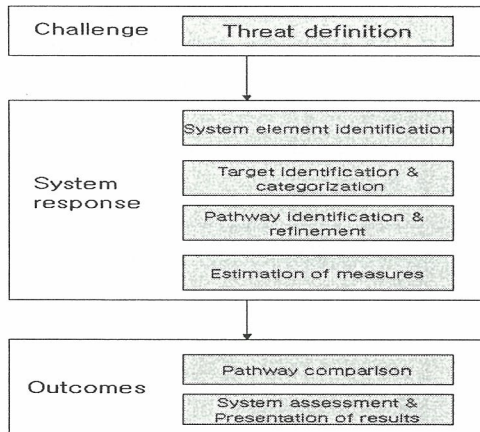 Challenge
Threat definition
System element identification
Target identification &
categorization
System
response
Pathway identification &
refinement
Estimation of measures
Pathway comparison
Outcomes
System assessment &
Presentation of results